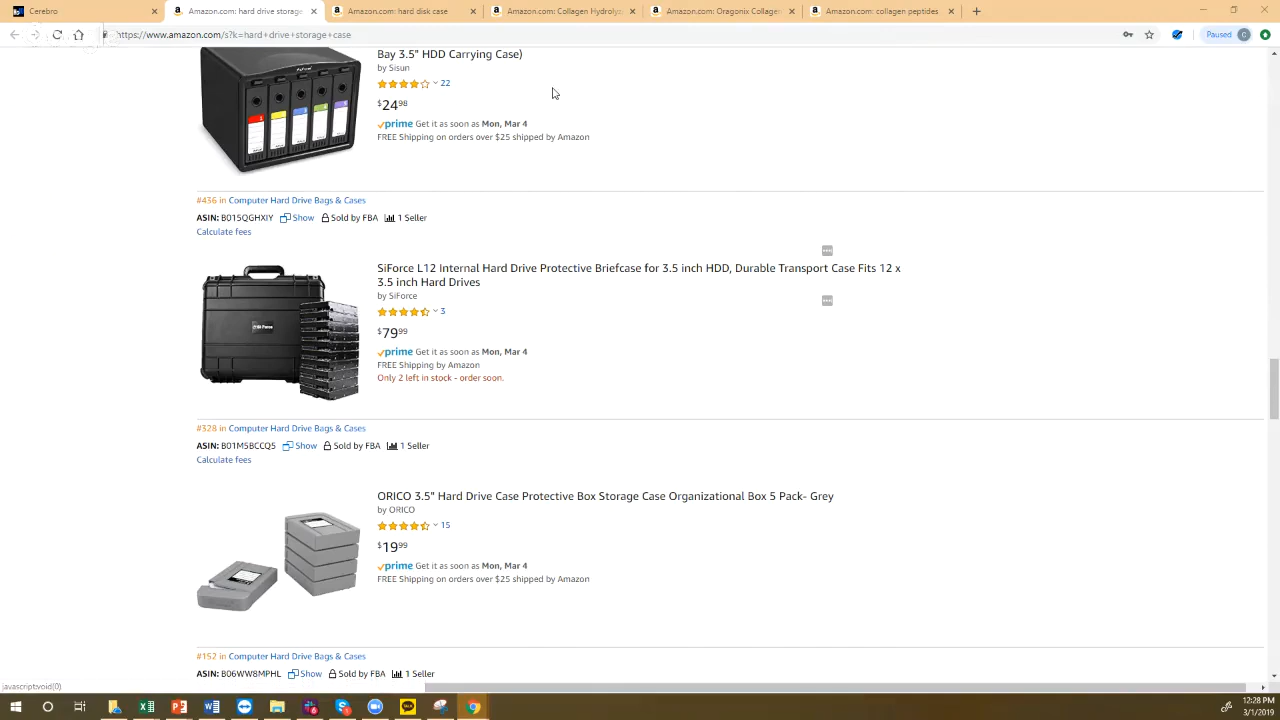 Cerebro
Amazon.com: hard drive storage
Amazon.com: hard disk case
Amazon.com: Collagen Hydrolyz
Amazon.com: Orgonix Collagen
Amazon.com: collagen peptides
https://www.amazon.com/s?k=hard+drive+storage+case
Paused
Bay 3.5" HDD Carrying Case)
by Sisun
22
$24.98
prime Get it as soon as Mon, Mar 4
FREE Shipping on orders over $25 shipped by Amazon
#436 in Computer Hard Drive Bags & Cases
ASIN: B015QGHXIY Show Sold by FBA 1 Seller
Calculate fees
SiForce L12 Internal Hard Drive Protective Briefcase for 3.5 inch HDD, Durable Transport Case Fits 12 x
3.5 inch Hard Drives
by SiForce
3
$79.99
prime Get it as soon as Mon, Mar 4
FREE Shipping by Amazon
Only 2 left in stock - order soon.
#328 in Computer Hard Drive Bags & Cases
ASIN: B01M5BCCQ5 Show Sold by FBA 1 Seller
Calculate fees
ORICO 3.5" Hard Drive Case Protective Box Storage Case Organizational Box 5 Pack- Grey
by ORICO
15
$19.99
prime Get it as soon as Mon, Mar 4
FREE Shipping on orders over $25 shipped by Amazon
#152 in Computer Hard Drive Bags & Cases
ASIN: B06WW8MPHL Show Sold by FBA 1 Seller
javascript:void(0)
12:28 PM
3/1/2019